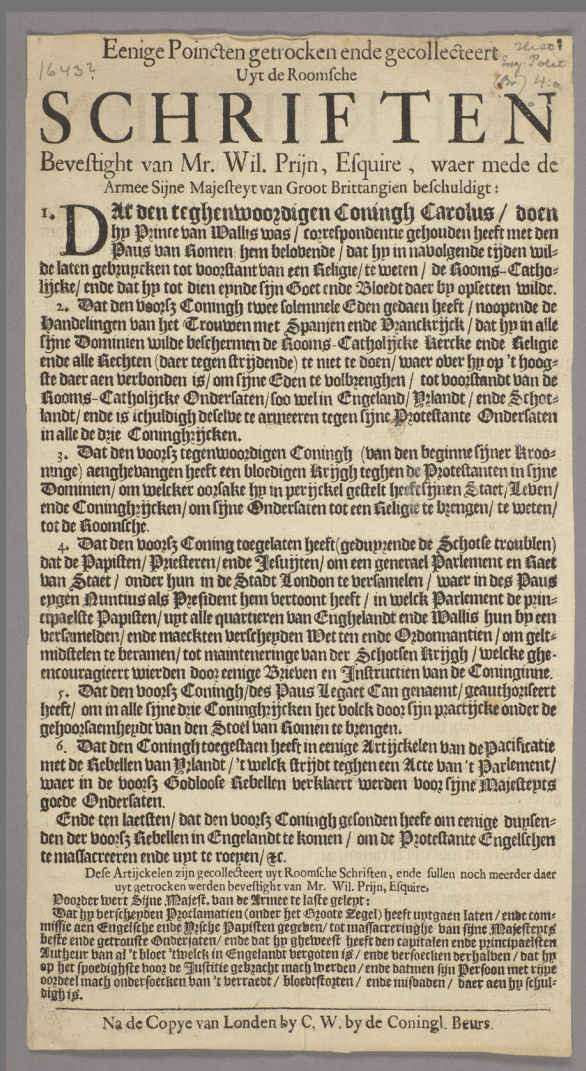 Eenige Poincten getrocken ende gecollecteert
1643?
Uyt de Roomsche
SCHRIFTEN
Bevestight van Mr. Wil. Prijn, Esquire, waer mede de
Armee Sijne Majesteyt van Groot Brittangien beschuldigt:
1. DAt den teghenwoordigen Coningh Carolus / doen
hy Prince van Wallis was / correspondentie gehouden heeft met den
Paus van Romen; hem belovende / dat hy in navolgende tijden wil-
de laten gebruycken tot voorstant van een Religie / te weten / de Rooms-Catho-
lijcke / ende dat hy tot dien eynde sijn Goet ende Bloedt daer by opsetten wilde.
2. Dat den voorsz Coningh twee solemnele Eden gedaen heeft / noopende de
Handelingen van het Trouwen met Spanjen ende Vranckrijck / dat hy in alle
sijne Dominien wilde beschermen de Rooms-Catholijcke Kercke ende Religie
ende alle Rechten (daer tegen strijdende) te niet te doen / waer over hy op 't hoog-
ste daer aen verbonden is / om sijne Eden te volbrenghen / tot voorstandt van de
Rooms-Catholijcke Ondersaten / soo wel in Engeland / Yrlandt / ende Schot-
landt / ende is schuldigh deselve te armeeren tegen sijne Protestante Ondersaten
in alle de drie Coninghrijcken.
3. Dat den voorsz tegenwoordigen Coningh (van den beginne sijner Kroo-
ninge) aenghevangen heeft een bloedigen Krijgh teghen de Protestanten in sijne
Dominien / om welcker oorsake hy in perijckel gestelt heeft sijnen Staet / Leven /
ende Coninghrijcken / om sijne Ondersaten tot een Religie te brengen / te weten /
tot de Roomsche.
4. Dat den voorsz Coning toegelaten heeft (geduyrende de Schotse troublen)
dat de Papisten / Priesteren / ende Jesuijten / om een generael Parlement en Raet
van Staet / onder hun in de Stadt London te versamelen / waer in des Paus
eygen Nuntius als President hem vertoont heeft / in welck Parlement de prin-
cipaelste Papisten / uyt alle quartieren van Enghelandt ende Wallis hun by een
versamelden / ende maeckten verscheyden Wetten ende Ordonnantien / om gelt-
midstelen te beramen / tot mainteneringe van der Schotsen Krijgh / welcke ghe-
encouragieert wierden door eenige Brieven en Instructien van de Coninginne.
5. Dat den voorsz Coningh / des Paus Legaet Can genaemt / geauthoriseert
heeft / om in alle sijne drie Coninghrijcken het volck door sijn practijcke onder de
gehoorsaemheydt van den Stoel van Romen te brengen.
6. Dat den Coningh toegestaen heeft in eenige Artijckelen van de Pacificatie
met de Rebellen van Yrlandt / 't welck strijdt teghen een Acte van 't Parlement /
waer in de voorsz Godloose Rebellen verklaert werden voor sijne Majesteyts
goede Ondersaten.
Ende ten laetsten / dat den voorsz Coningh gesonden heeft om eenige duysen-
den der voorsz Rebellen in Engelandt te komen / om de Protestante Engelschen
te massacreeren ende uyt te roeyen / &c.
Dese Artijckelen zijn gecollecteert uyt Roomsche Schriften, ende sullen noch meerder daer
uyt getrocken werden bevestight van Mr. Wil. Prijn, Esquire,
Voorder wert Sijne Majest. van de Armee te laste geleyt:
Dat hy verscheyden Proclamatien (onder het Groote Zegel) heeft uytgaen laten / ende com-
missie aen Engelsche ende Yrsche Papisten gegeven / tot massacreringhe van sijne Majesteyts
beste ende getrouste Ondersaten / ende dat hy gheweest heeft den capitalen ende principaelsten
Autheur van al 't bloet 'twelck in Engelandt vergoten is / ende versoecken derhalven / dat hy
op het spoedighste voor de Justitie gebracht mach werden / ende datmen sijn Persoon met rijpe
oordeel mach ondersoecken van 't verraedt / bloedtstorten / ende misdaden / daer aen hy schul-
digh is.
Na de Copye van Londen by C. W. by de Coningl. Beurs.